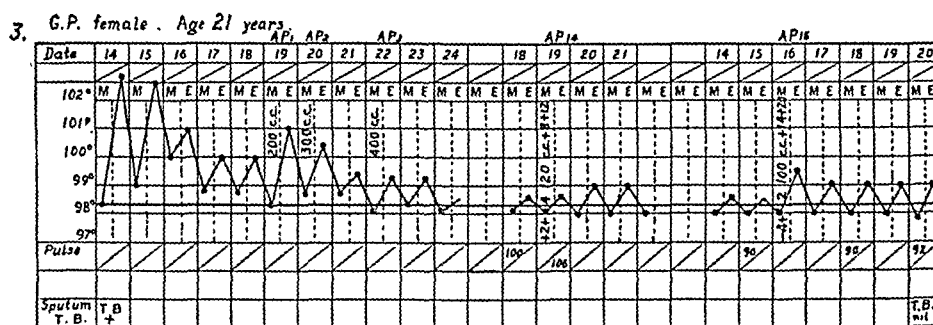 3. G.P. female . Age 21 years
AP1 AP2 AP3 AP14 AP16
Date 14 15 16 17 18 19 20 21 22 23 24 18 19 20 21 14 15 16 17 18 19 20
102° M E M E M E M E M E M E M E M E M E M E M E M E M E M E M E M E M E M E M E M E M E M E M E M E M E
101°
100°
99°
98°
97°
200 c.c.
300 c.c.
400 c.c.
Pulse 100 106 90 90 92
Sputum T.B. T.B.
T.B. + nil